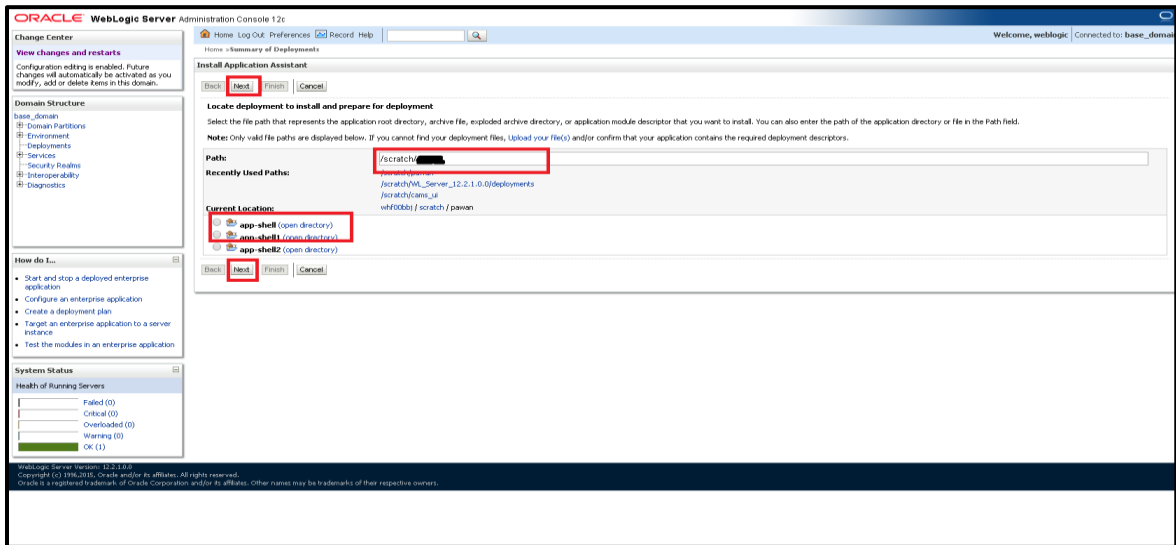 ORACLE WebLogic Server Administration Console 12c
Change Center
View changes and restarts
Configuration editing is enabled. Future
changes will automatically be activated as you
modify, add or delete items in this domain.
Domain Structure
base_domain
Domain Partitions
Environment
Deployments
Services
Security Realms
Interoperability
Diagnostics
How do I...
Start and stop a deployed enterprise
application
Configure an enterprise application
Create a deployment plan
Target an enterprise application to a server
instance
Test the modules in an enterprise application
System Status
Health of Running Servers
Failed (0)
Critical (0)
Overloaded (0)
Warning (0)
OK (1)
Home Log Out Preferences Record Help
Welcome, weblogic Connected to: base_domain
Home >Summary of Deployments
Install Application Assistant
Back Next Finish Cancel
Locate deployment to install and prepare for deployment
Select the file path that represents the application root directory, archive file, exploded archive directory, or application module descriptor that you want to install. You can also enter the path of the application directory or file in the Path field.
Note: Only valid file paths are displayed below. If you cannot find your deployment files, Upload your file(s) and/or confirm that your application contains the required deployment descriptors.
Path: /scratch/
Recently Used Paths: /scratch/pawan
/scratch/WL_Server_12.2.1.0.0/deployments
/scratch/cams_ui
Current Location: whf00bbj / scratch / pawan
app-shell (open directory)
app-shell1 (open directory)
app-shell2 (open directory)
Back Next Finish Cancel
WebLogic Server Version: 12.2.1.0.0
Copyright (c) 1996,2015, Oracle and/or its affiliates. All rights reserved.
Oracle is a registered trademark of Oracle Corporation and/or its affiliates. Other names may be trademarks of their respective owners.